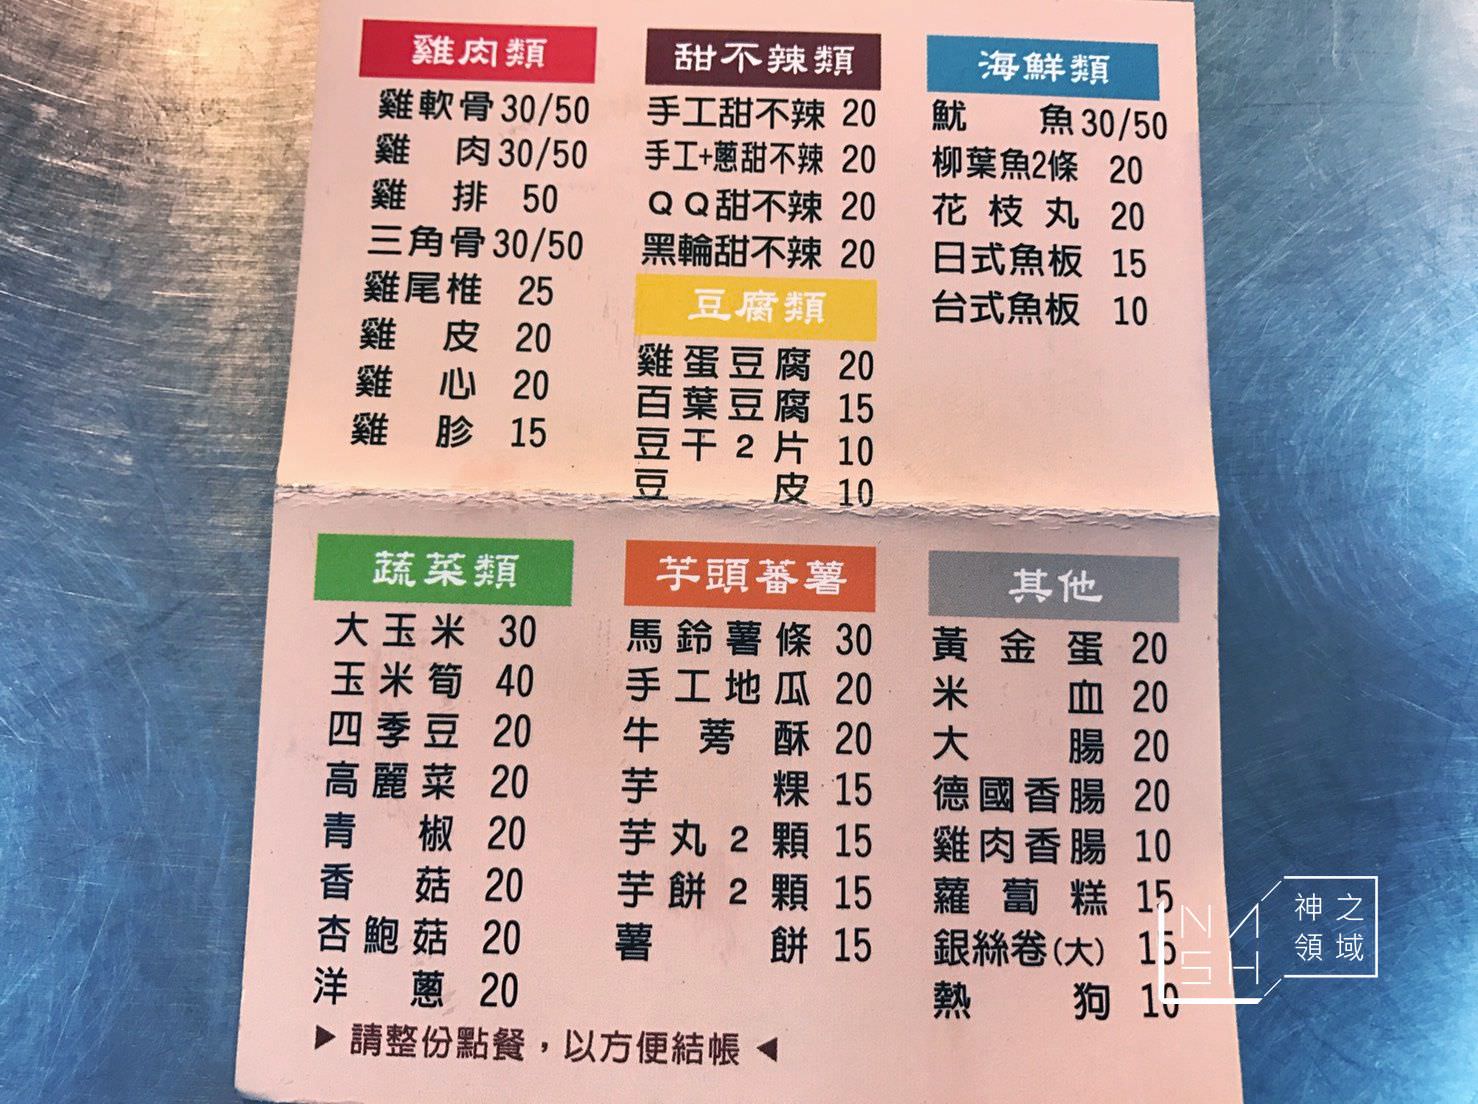 雞肉類
雞軟骨 30/50
雞肉 30/50
雞排 50
三角骨 30/50
雞尾椎 25
雞皮 20
雞心 20
雞胗 15
甜不辣類
手工甜不辣 20
手工+蔥甜不辣 20
QQ甜不辣 20
黑輪甜不辣 20
豆腐類
雞蛋豆腐 20
百葉豆腐 15
豆干2片 10
豆皮 10
海鮮類
魷魚 30/50
柳葉魚2條 20
花枝丸 20
日式魚板 15
台式魚板 10
蔬菜類
大玉米 30
玉米筍 40
四季豆 20
高麗菜 20
青椒 20
香菇 20
杏鮑菇 20
洋蔥 20
芋頭蕃薯
馬鈴薯條 30
手工地瓜 20
牛蒡酥 20
芋粿 15
芋丸2顆 15
芋餅2顆 15
薯餅 15
其他
黃金蛋 20
米血 20
大腸 20
德國香腸 20
雞肉香腸 10
蘿蔔糕 15
銀絲卷(大) 15
熱狗 10
▶ 請整份點餐，以方便結帳 ◀
NASH
神之
領域